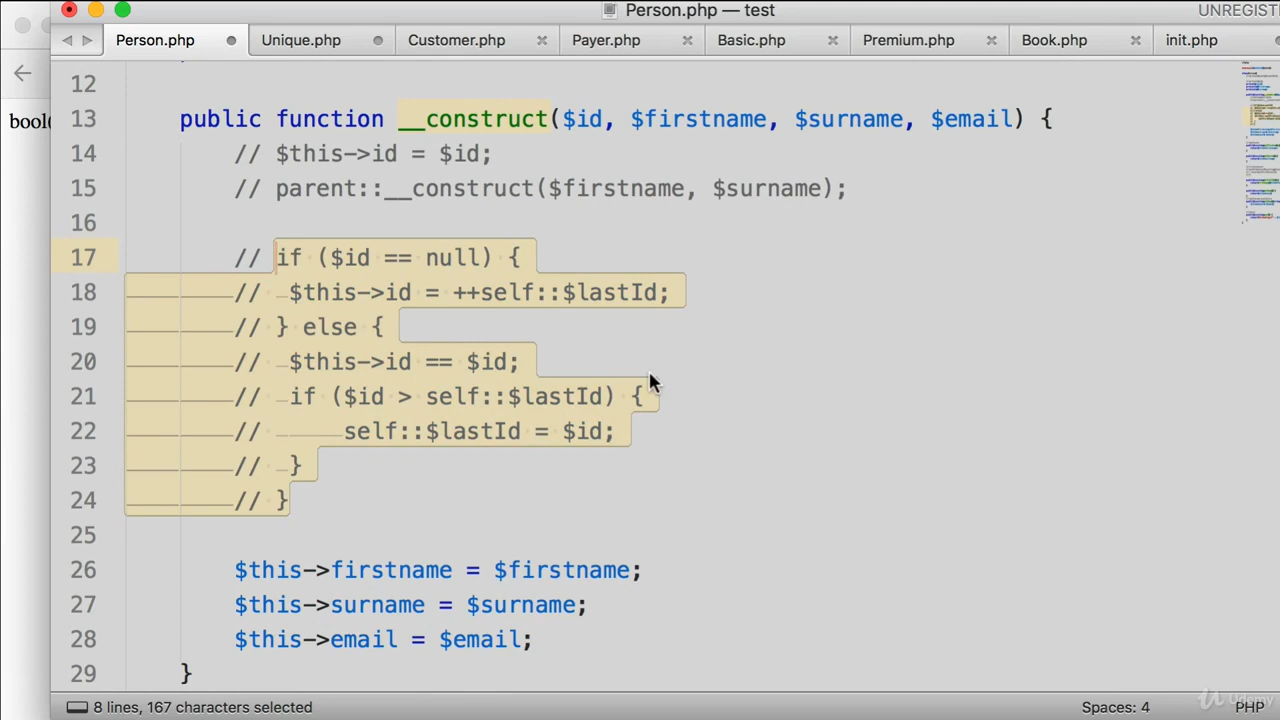 Person.php — test
UNREGIST
Person.php
Unique.php
Customer.php
Payer.php
Basic.php
Premium.php
Book.php
init.php
bool(
12
13 public function __construct($id, $firstname, $surname, $email) {
14 // $this->id = $id;
15 // parent::__construct($firstname, $surname);
16
17 // if ($id == null) {
18 // $this->id = ++self::$lastId;
19 // } else {
20 // $this->id == $id;
21 // if ($id > self::$lastId) {
22 // self::$lastId = $id;
23 // }
24 // }
25
26 $this->firstname = $firstname;
27 $this->surname = $surname;
28 $this->email = $email;
29 }
8 lines, 167 characters selected
Spaces: 4
PHP
Udemy